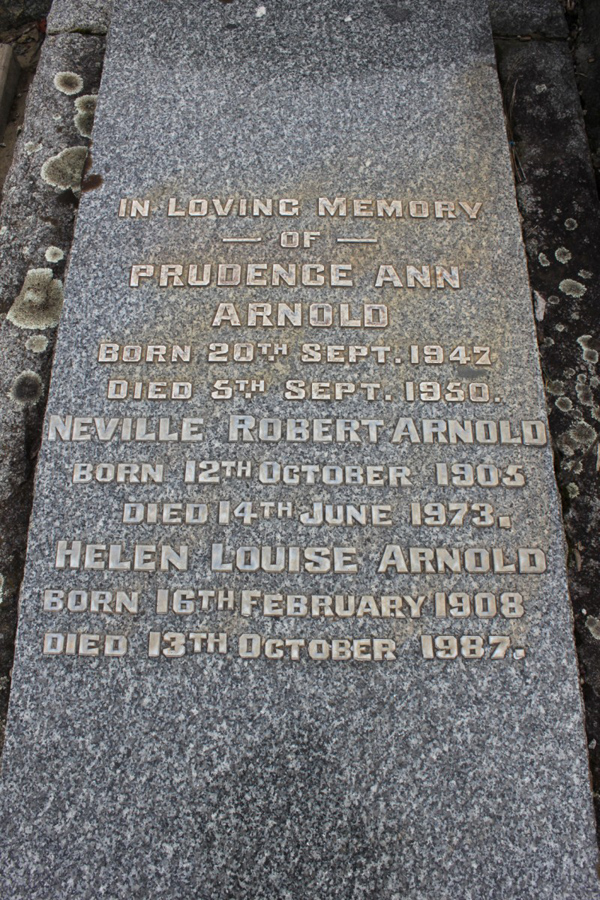 IN LOVING MEMORY
— OF —
PRUDENCE ANN
ARNOLD
BORN 20TH SEPT. 1947
DIED 5TH SEPT. 1950.
NEVILLE ROBERT ARNOLD
BORN 12TH OCTOBER 1905
DIED 14TH JUNE 1973.
HELEN LOUISE ARNOLD
BORN 16TH FEBRUARY 1908
DIED 13TH OCTOBER 1987.